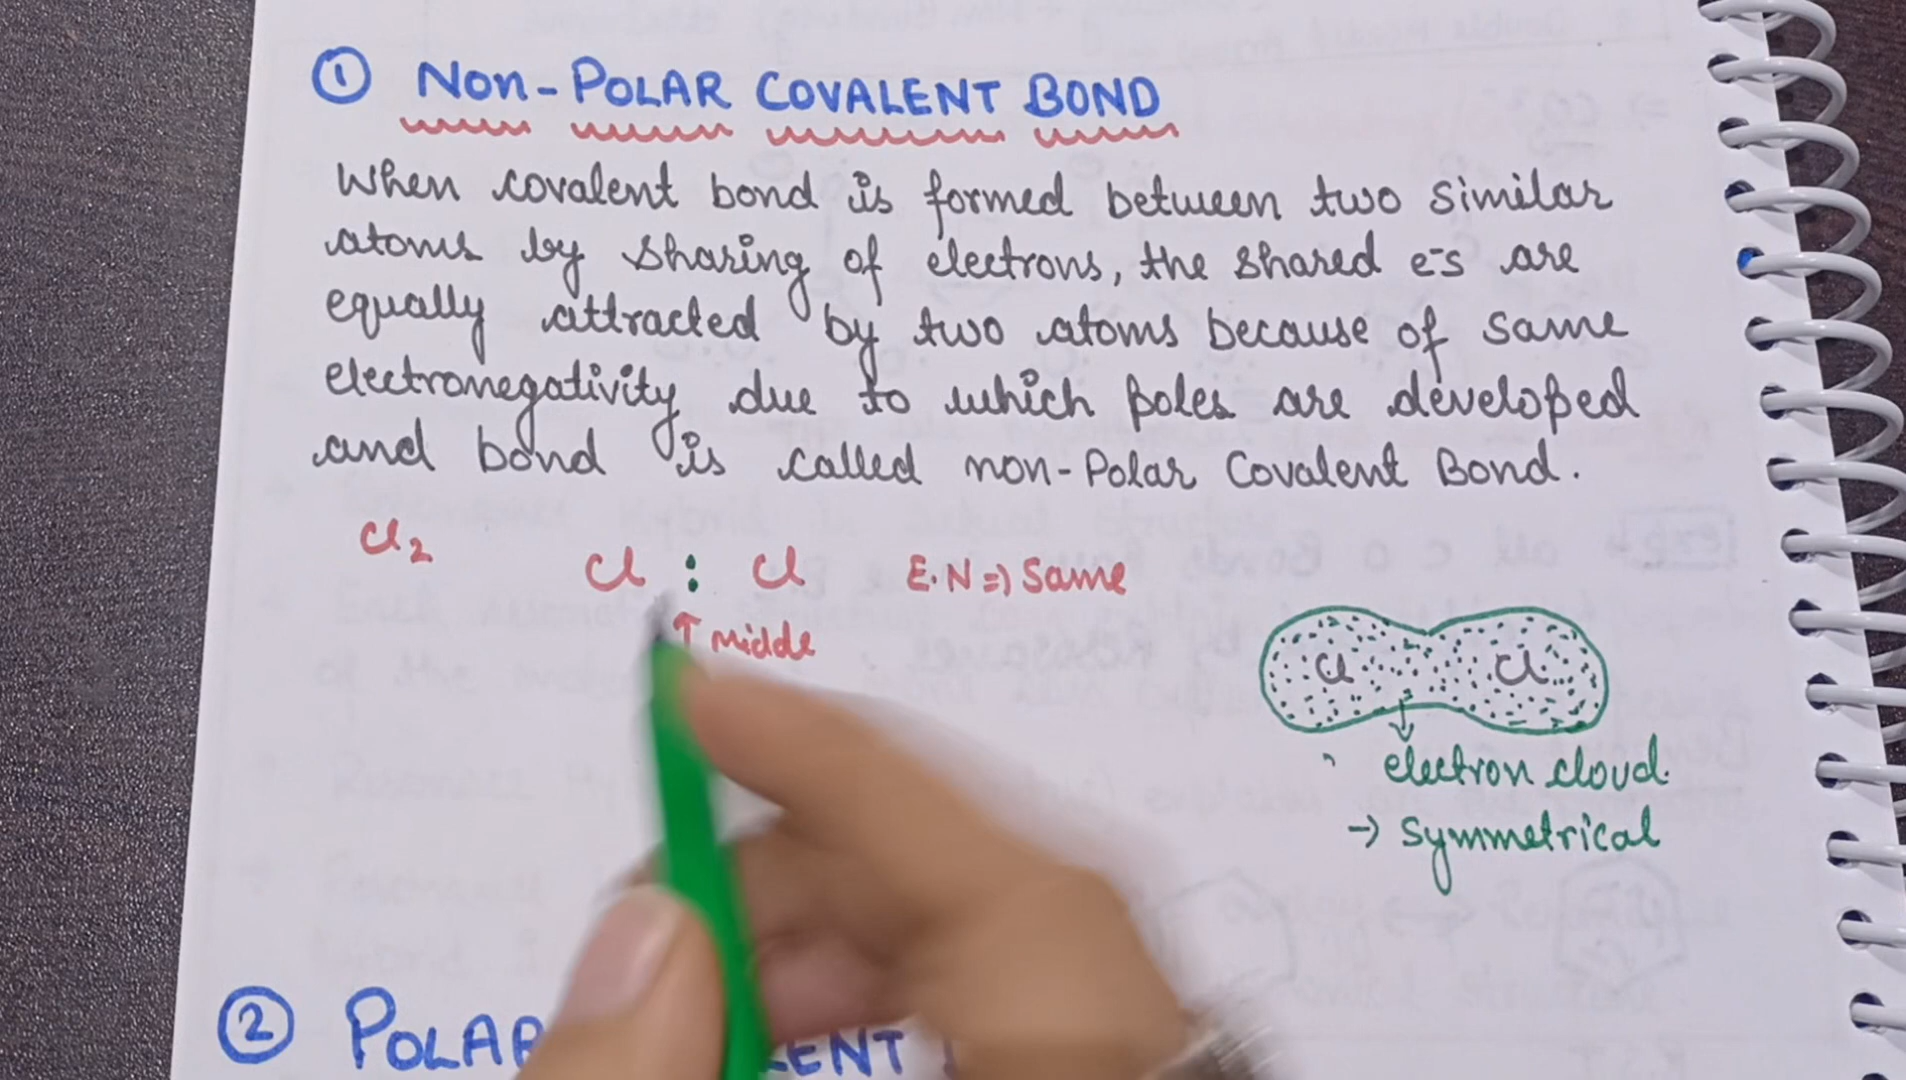 ① Non-POLAR COVALENT BOND
When covalent bond is formed between two similar
atoms by sharing of electrons, the shared e-s are
equally attracted by two atoms because of same
electronegativity due to which poles are developed
and bond is called non-Polar Covalent Bond.
Cl2
Cl : Cl E.N => Same
↑ middle
Cl Cl
electron cloud.
→ Symmetrical
② POLAR